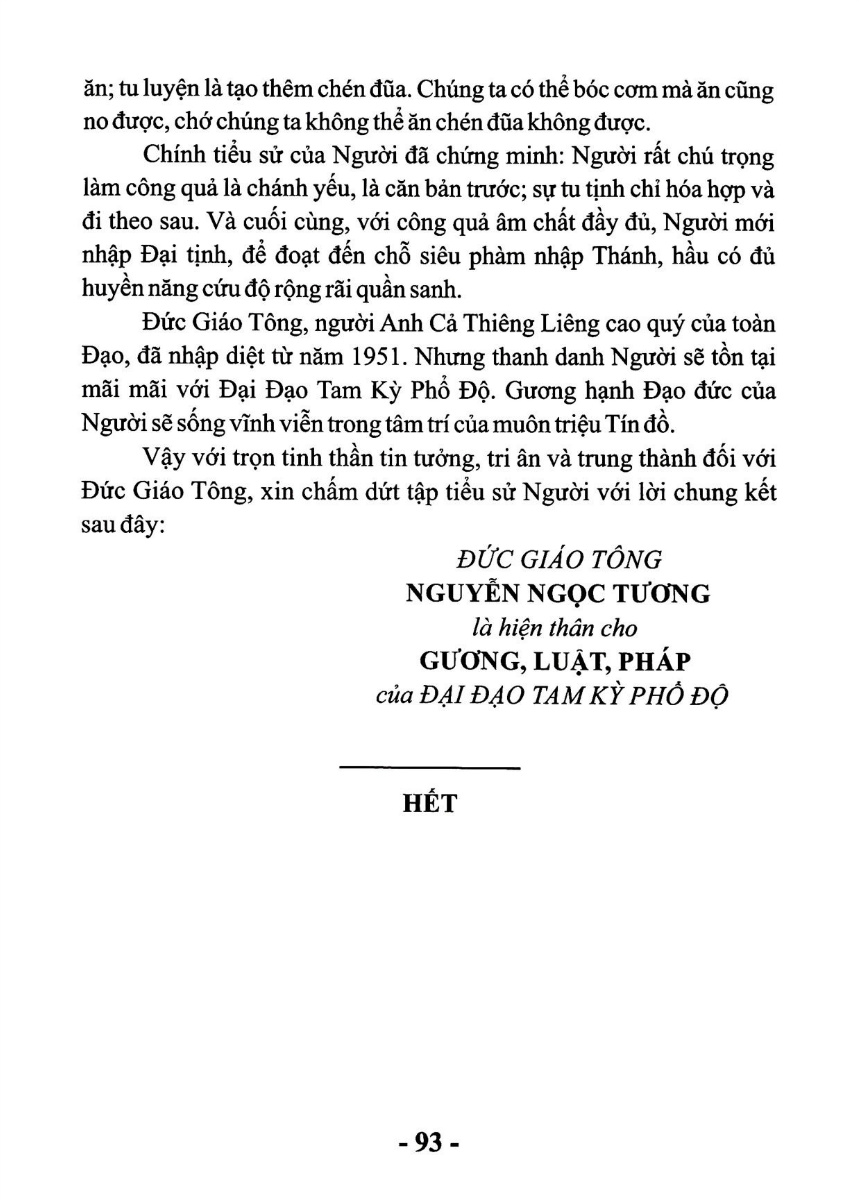 ăn; tu luyện là tạo thêm chén đũa. Chúng ta có thể bóc cơm mà ăn cũng
no được, chớ chúng ta không thể ăn chén đũa không được.
Chính tiểu sử của Người đã chứng minh: Người rất chú trọng
làm công quả là chánh yếu, là căn bản trước; sự tu tịnh chỉ hóa hợp và
đi theo sau. Và cuối cùng, với công quả âm chất đầy đủ, Người mới
nhập Đại tịnh, để đoạt đến chỗ siêu phàm nhập Thánh, hầu có đủ
huyền năng cứu độ rộng rãi quần sanh.
Đức Giáo Tông, người Anh Cả Thiêng Liêng cao quý của toàn
Đạo, đã nhập diệt từ năm 1951. Nhưng thanh danh Người sẽ tồn tại
mãi mãi với Đại Đạo Tam Kỳ Phổ Độ. Gương hạnh Đạo đức của
Người sẽ sống vĩnh viễn trong tâm trí của muôn triệu Tín đồ.
Vậy với trọn tinh thần tin tưởng, tri ân và trung thành đối với
Đức Giáo Tông, xin chấm dứt tập tiểu sử Người với lời chung kết
sau đây:
ĐỨC GIÁO TÔNG
NGUYỄN NGỌC TƯƠNG
là hiện thân cho
GƯƠNG, LUẬT, PHÁP
của ĐẠI ĐẠO TAM KỲ PHỔ ĐỘ
HẾT
- 93 -